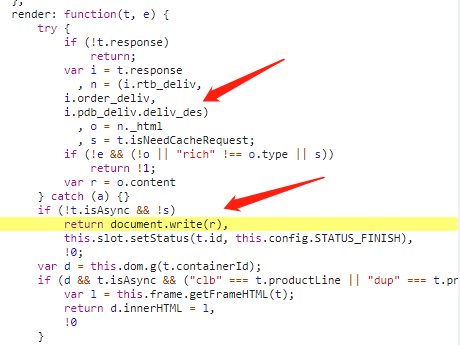 },
render: function(t, e) {
try {
if (!t.response)
return;
var i = t.response
, n = (i.rtb_deliv,
i.order_deliv,
i.pdb_deliv.deliv_des)
, o = n._html
, s = t.isNeedCacheRequest;
if (!e && (!o || "rich" !== o.type || s))
return !1;
var r = o.content
} catch (a) {}
if (!t.isAsync && !s)
return document.write(r),
this.slot.setStatus(t.id, this.config.STATUS_FINISH),
!0;
var d = this.dom.g(t.containerId);
if (d && t.isAsync && ("clb" === t.productLine || "dup" === t.pr
var l = this.frame.getFrameHTML(t);
return d.innerHTML = l,
!0
}